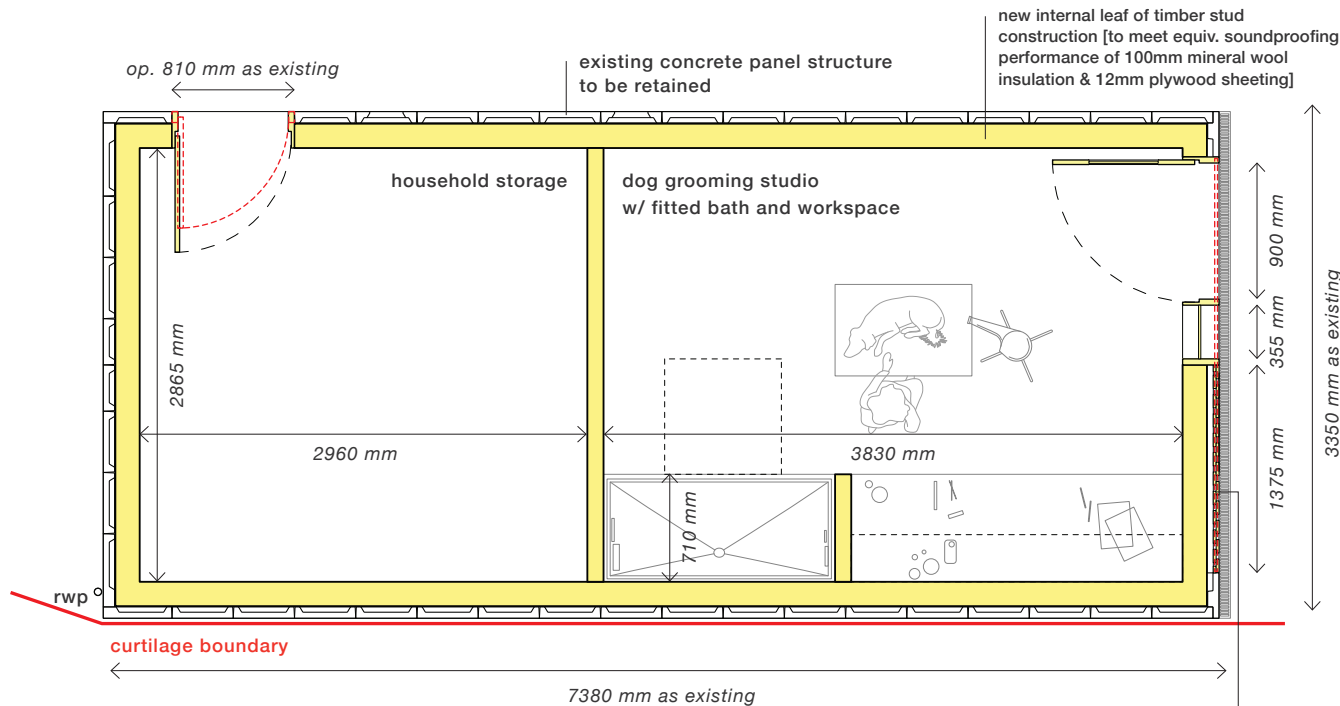 new internal leaf of timber stud
construction [to meet equiv. soundproofing
performance of 100mm mineral wool
insulation & 12mm plywood sheeting]
existing concrete panel structure
to be retained
op. 810 mm as existing
household storage
dog grooming studio
w/ fitted bath and workspace
900 mm
355 mm
3350 mm as existing
2865 mm
2960 mm
3830 mm
1375 mm
710 mm
rwp
curtilage boundary
7380 mm as existing